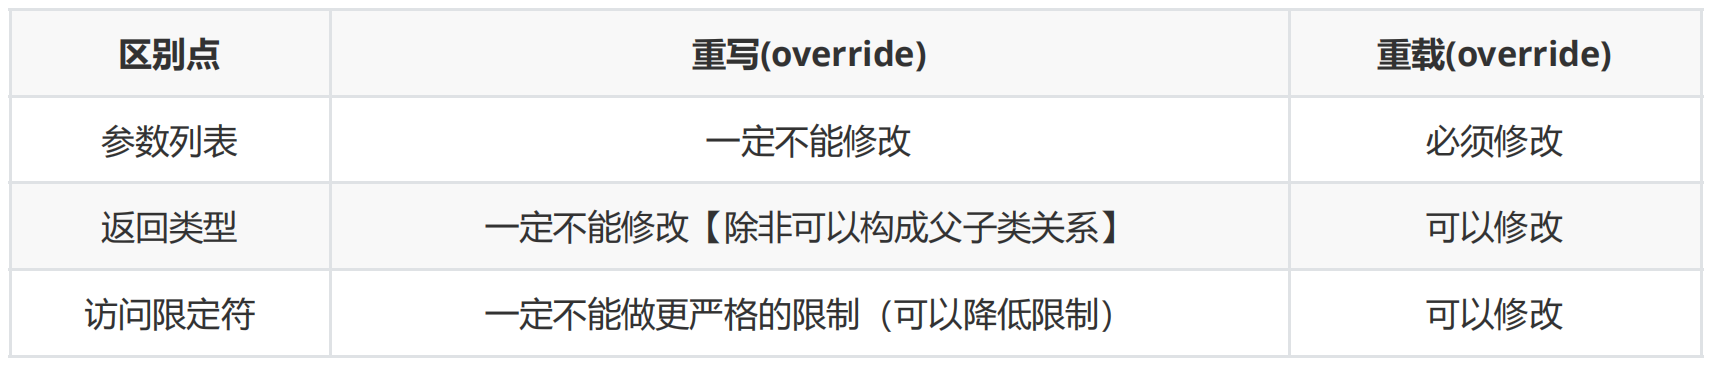 区别点 重写(override) 重载(override)
参数列表 一定不能修改 必须修改
返回类型 一定不能修改【除非可以构成父子类关系】 可以修改
访问限定符 一定不能做更严格的限制（可以降低限制） 可以修改